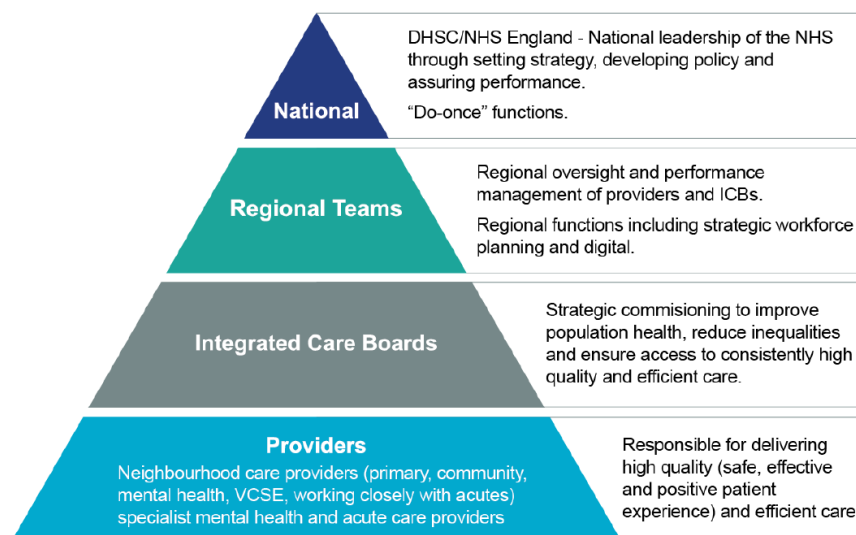 DHSC/NHS England - National leadership of the NHS
through setting strategy, developing policy and
assuring performance.
"Do-once" functions.
National
Regional oversight and performance
management of providers and ICBs.
Regional functions including strategic workforce
planning and digital.
Regional Teams
Strategic commisioning to improve
population health, reduce inequalities
and ensure access to consistently high
quality and efficient care.
Integrated Care Boards
Providers
Neighbourhood care providers (primary, community,
mental health, VCSE, working closely with acutes)
specialist mental health and acute care providers
Responsible for delivering
high quality (safe, effective
and positive patient
experience) and efficient care